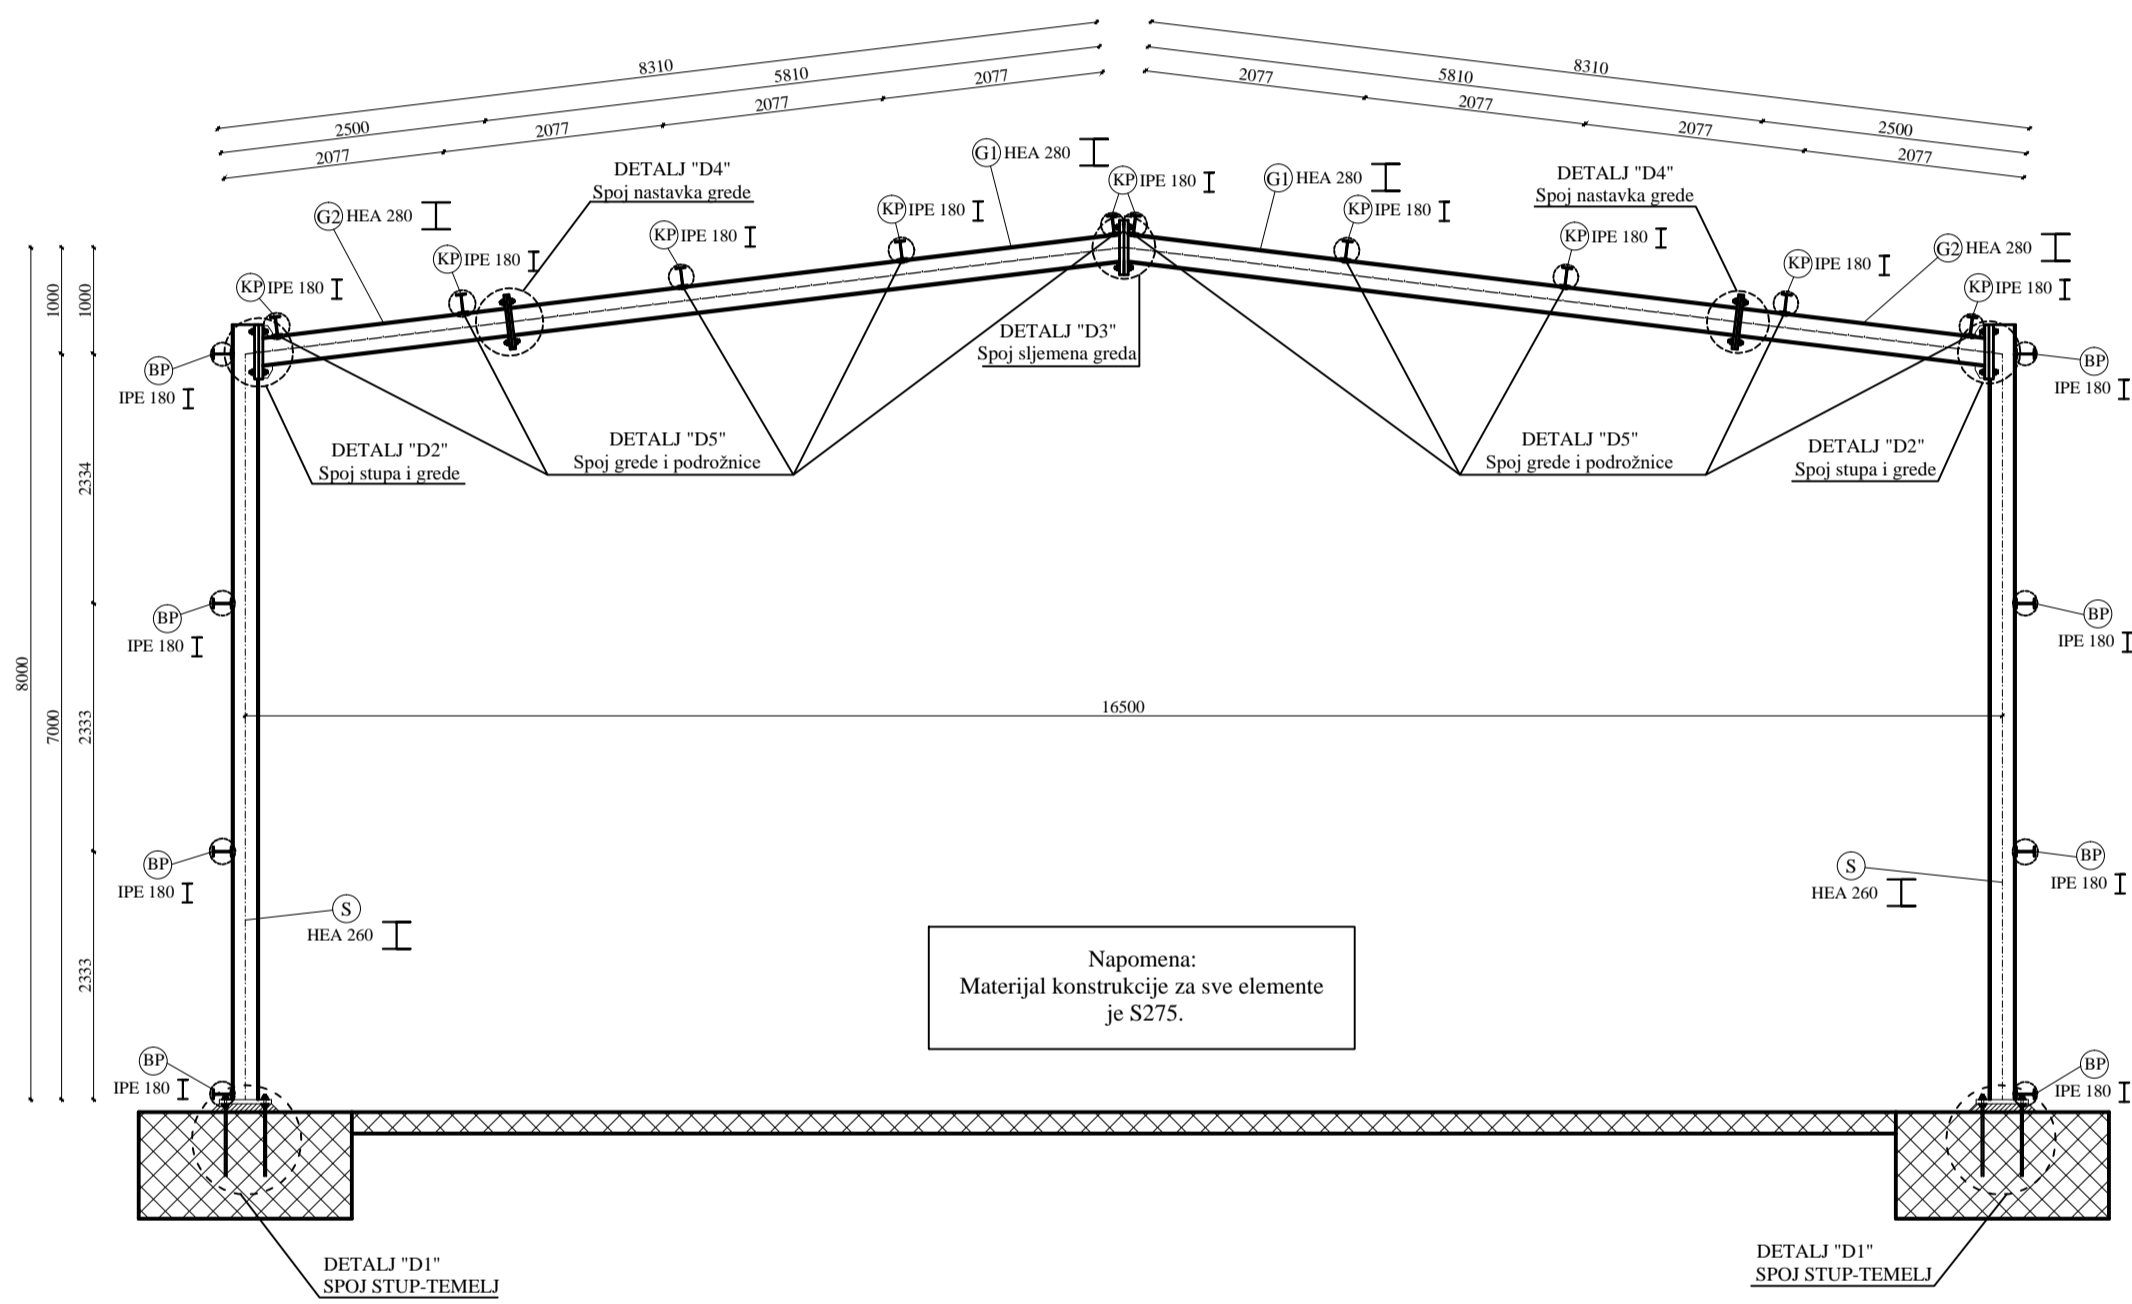 8310
5810
2077
2077
2500
2077
2077
8310
5810
2077
2077
2077
2500
2077
DETALJ "D4"
Spoj nastavka grede
G1 HEA 280
KP IPE 180
G1 HEA 280
DETALJ "D4"
Spoj nastavka grede
G2 HEA 280
KP IPE 180
KP IPE 180
KP IPE 180
KP IPE 180
KP IPE 180
KP IPE 180
G2 HEA 280
KP IPE 180
KP IPE 180
KP IPE 180
1000
1000
DETALJ "D3"
Spoj sljemena greda
BP
IPE 180
BP
IPE 180
DETALJ "D2"
Spoj stupa i grede
DETALJ "D5"
Spoj grede i podrožnice
DETALJ "D5"
Spoj grede i podrožnice
DETALJ "D2"
Spoj stupa i grede
2334
BP
IPE 180
BP
IPE 180
8000
7000
2333
16500
BP
IPE 180
S
HEA 260
S
HEA 260
BP
IPE 180
2333
Napomena:
Materijal konstrukcije za sve elemente
je S275.
BP
IPE 180
BP
IPE 180
DETALJ "D1"
SPOJ STUP-TEMELJ
DETALJ "D1"
SPOJ STUP-TEMELJ